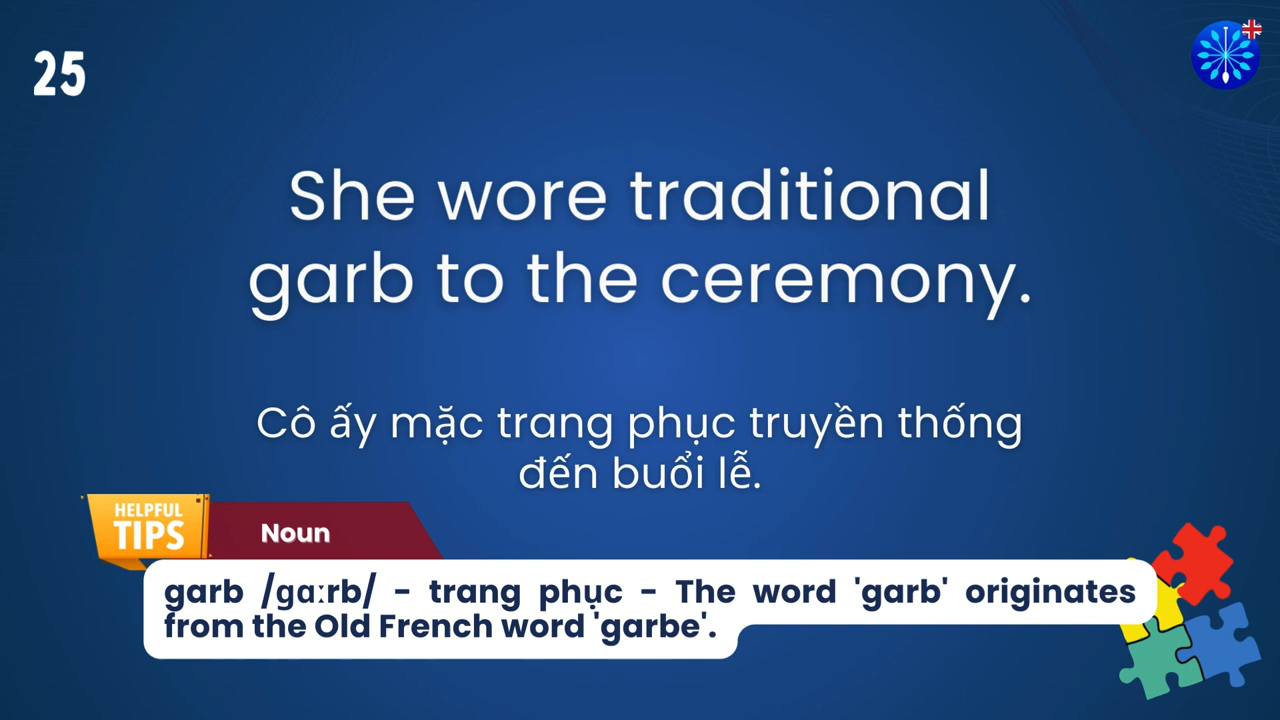 25
She wore traditional
garb to the ceremony.
Cô ấy mặc trang phục truyền thống
đến buổi lễ.
HELPFUL
TIPS
Noun
garb /gɑːrb/ - trang phục - The word 'garb' originates
from the Old French word 'garbe'.